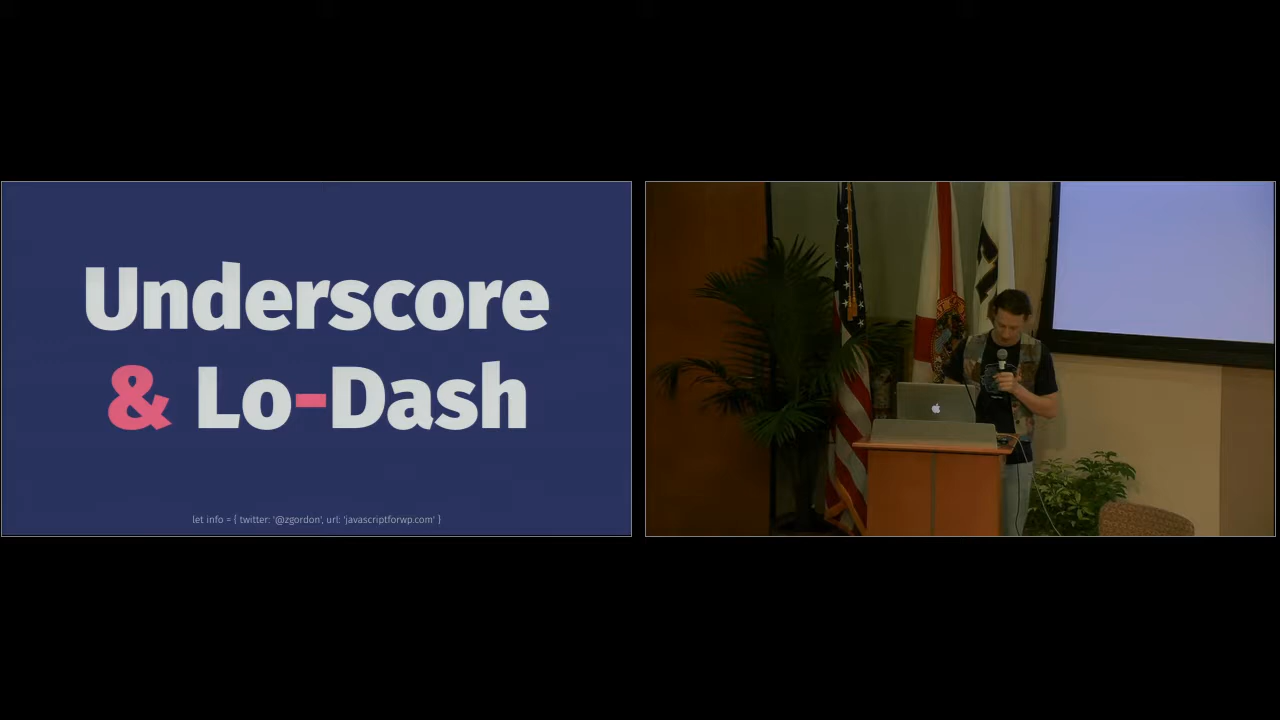 Underscore
& Lo-Dash
let info = { twitter: '@zgordon', url: 'javascriptforwp.com' }